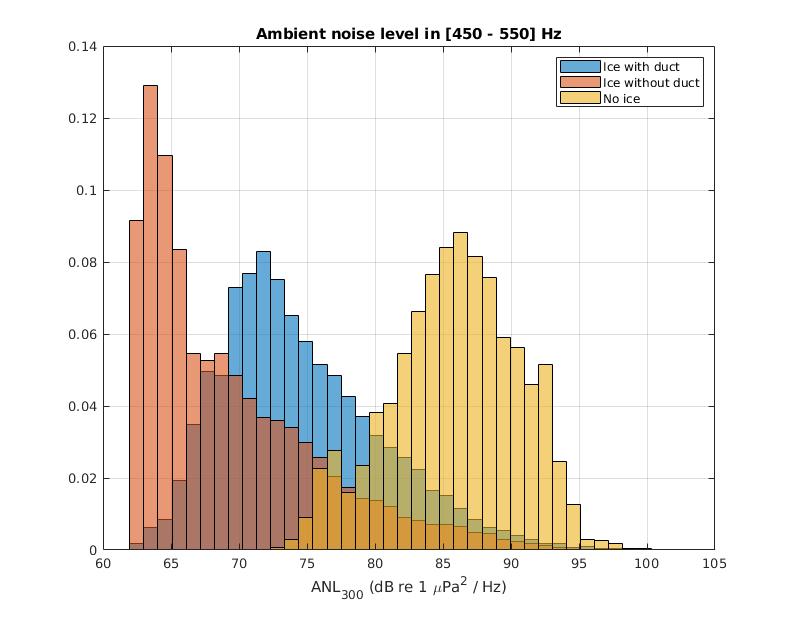 Ambient noise level in [450 - 550] Hz
0.14
0.12
0.1
0.08
0.06
0.04
0.02
0
Ice with duct
Ice without duct
No ice
60 65 70 75 80 85 90 95 100 105
ANL300 (dB re 1 μPa2 / Hz)